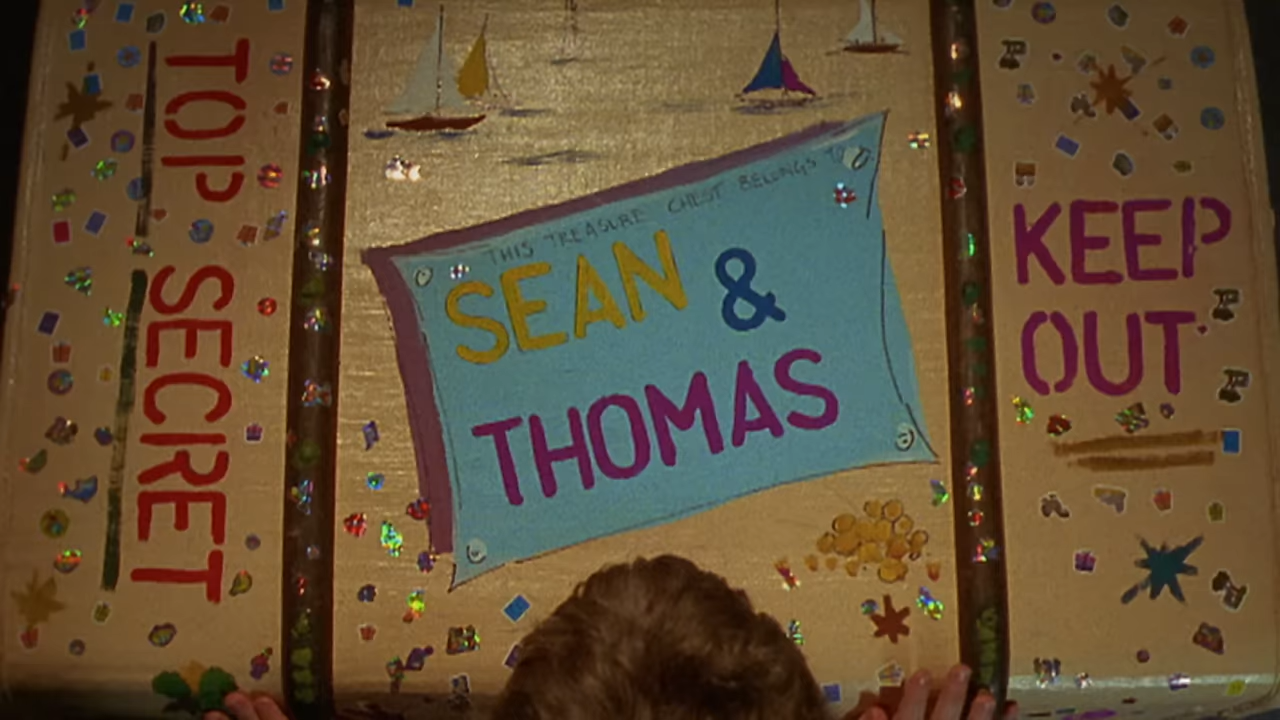 TOP SECRET
THIS TREASURE CHEST BELONGS TO
SEAN &
THOMAS
KEEP
OUT